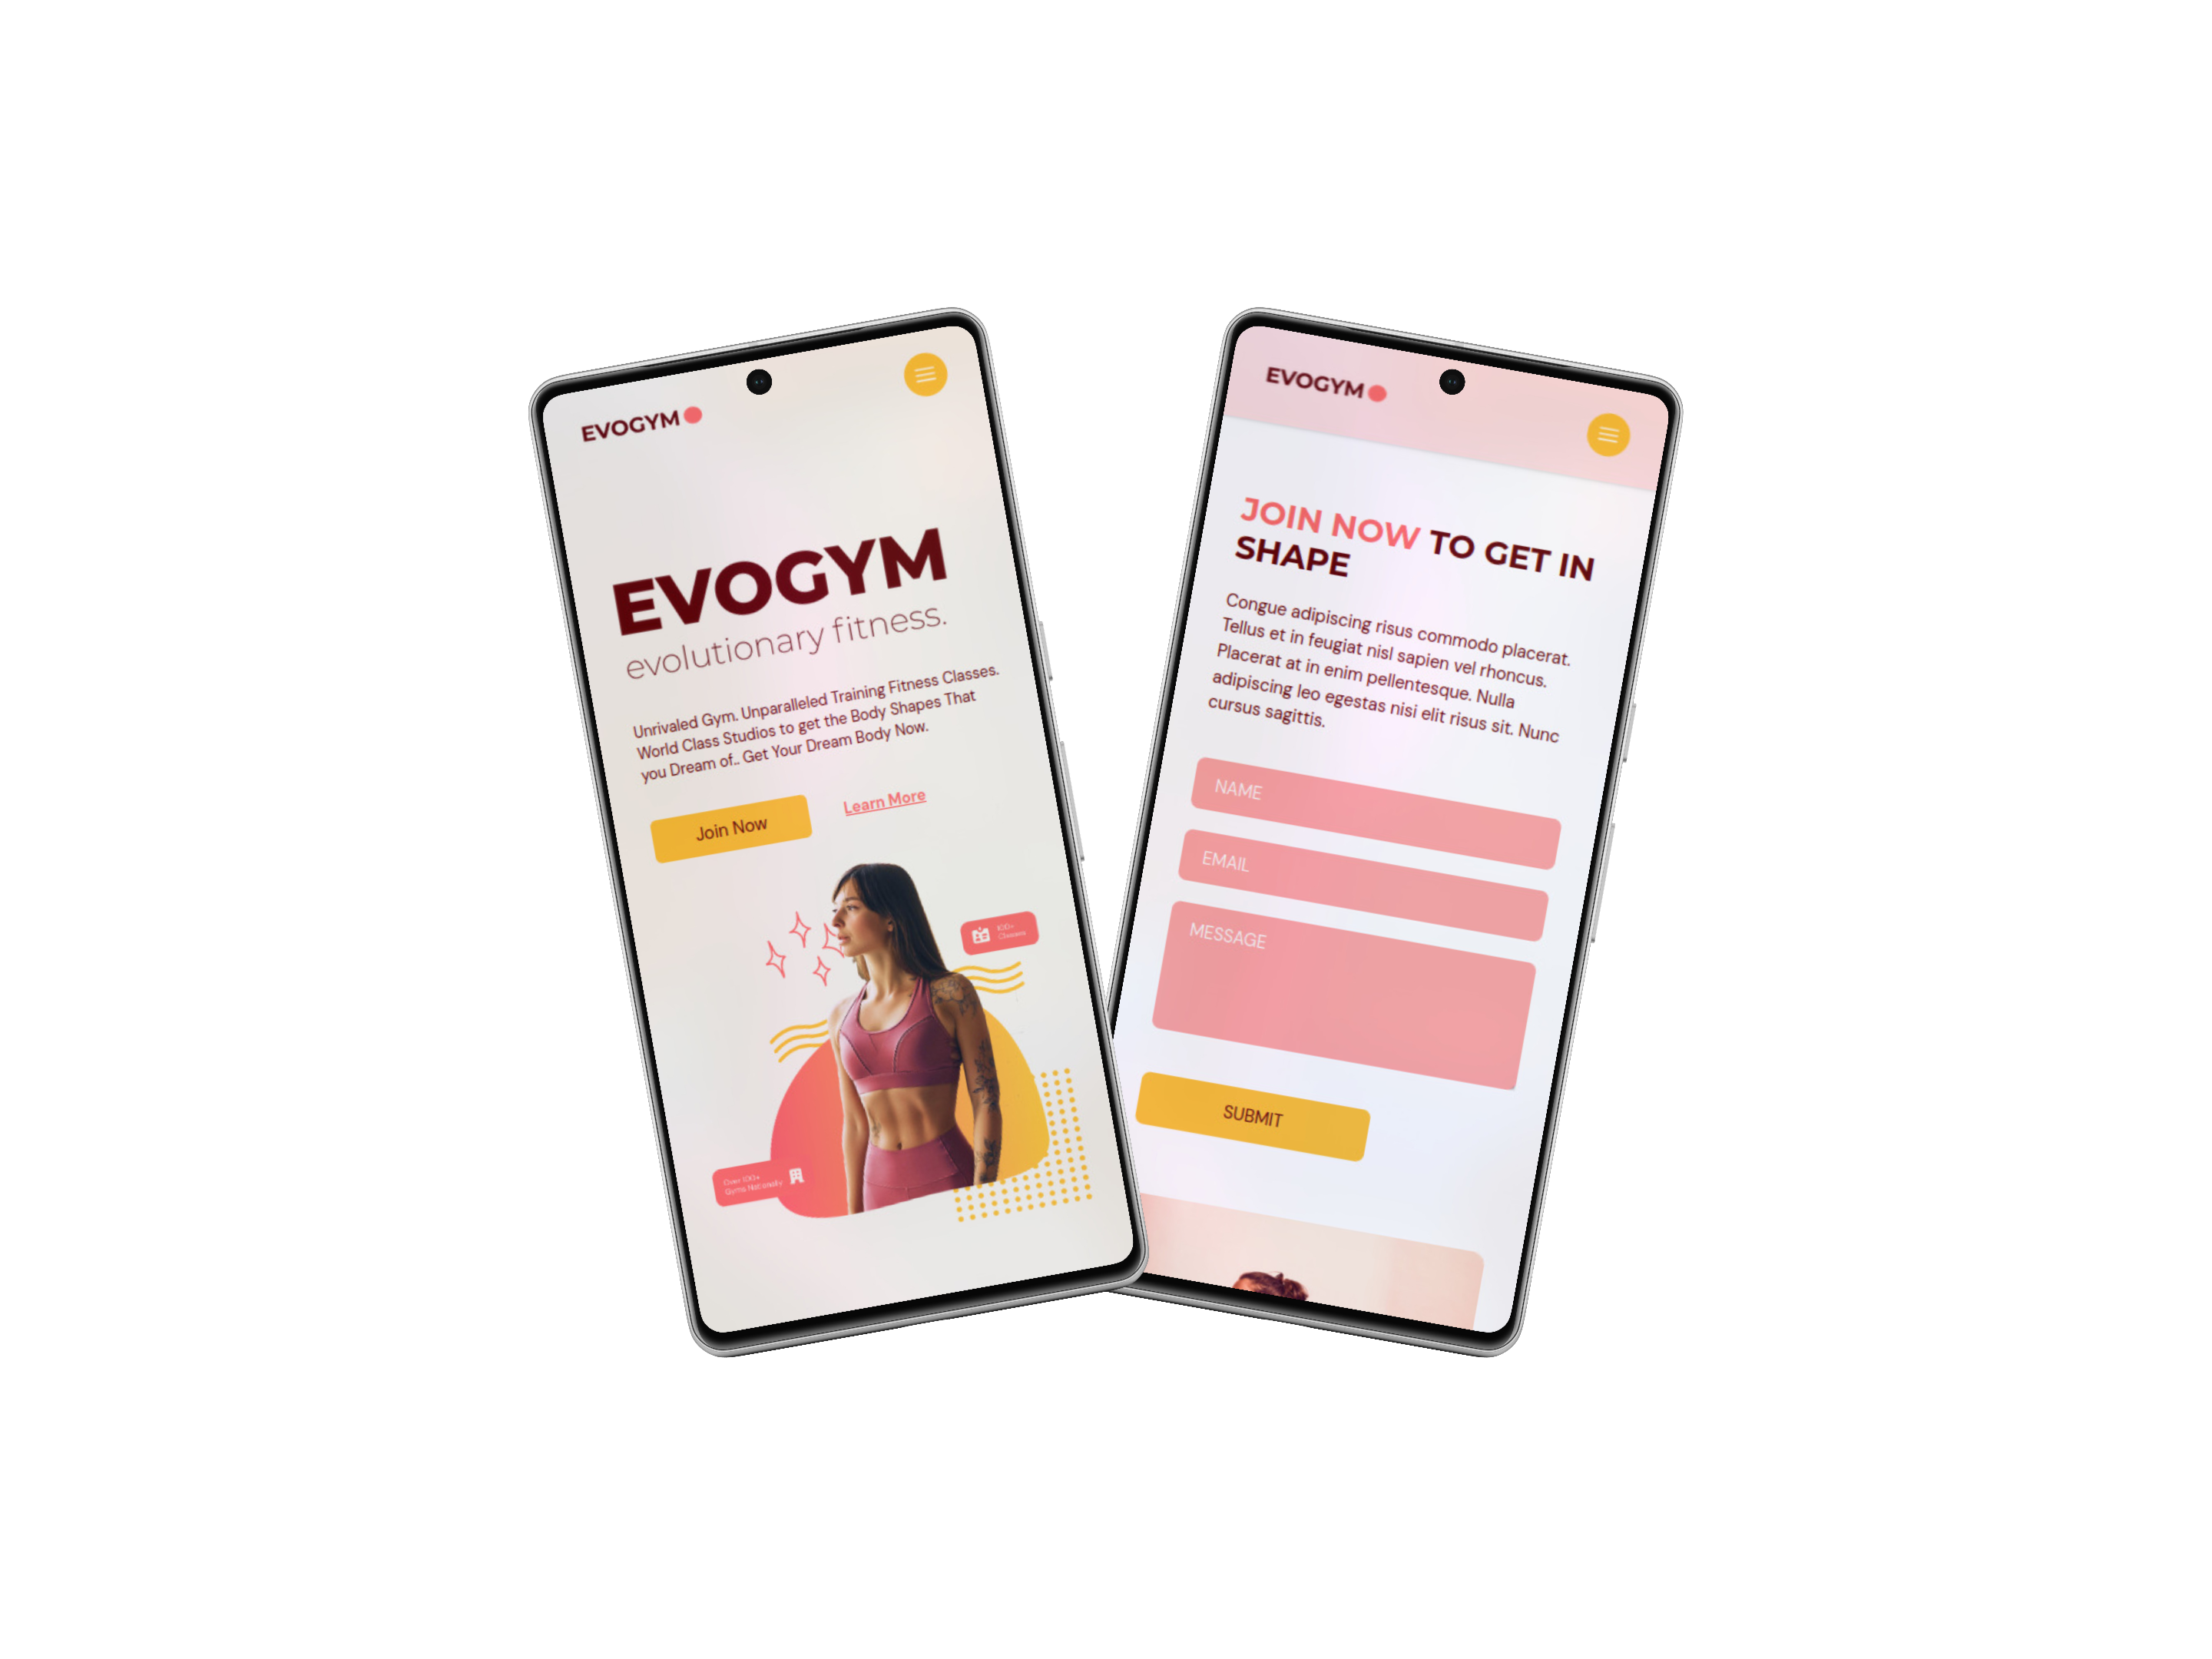 EVOGYM
EVOGYM
evolutionary fitness.
Unrivaled Gym. Unparalleled Training Fitness Classes.
World Class Studios to get the Body Shapes That
you Dream of.. Get Your Dream Body Now.
Join Now
Learn More
100+
Classes
Over 100+
Gyms Nationally
EVOGYM
JOIN NOW TO GET IN
SHAPE
Congue adipiscing risus commodo placerat.
Tellus et in feugiat nisl sapien vel rhoncus.
Placerat at in enim pellentesque. Nulla
adipiscing leo egestas nisi elit risus sit. Nunc
cursus sagittis.
NAME
EMAIL
MESSAGE
SUBMIT